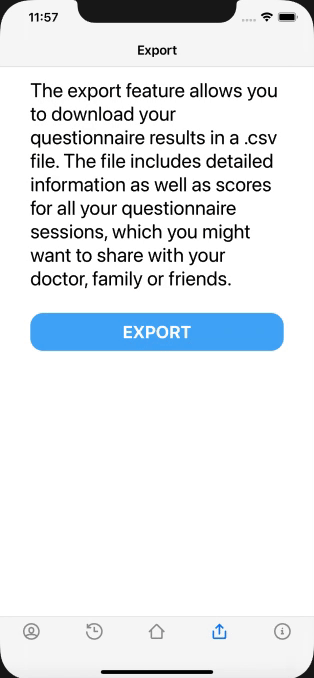 11:57
Export
The export feature allows you
to download your
questionnaire results in a .csv
file. The file includes detailed
information as well as scores
for all your questionnaire
sessions, which you might
want to share with your
doctor, family or friends.
EXPORT